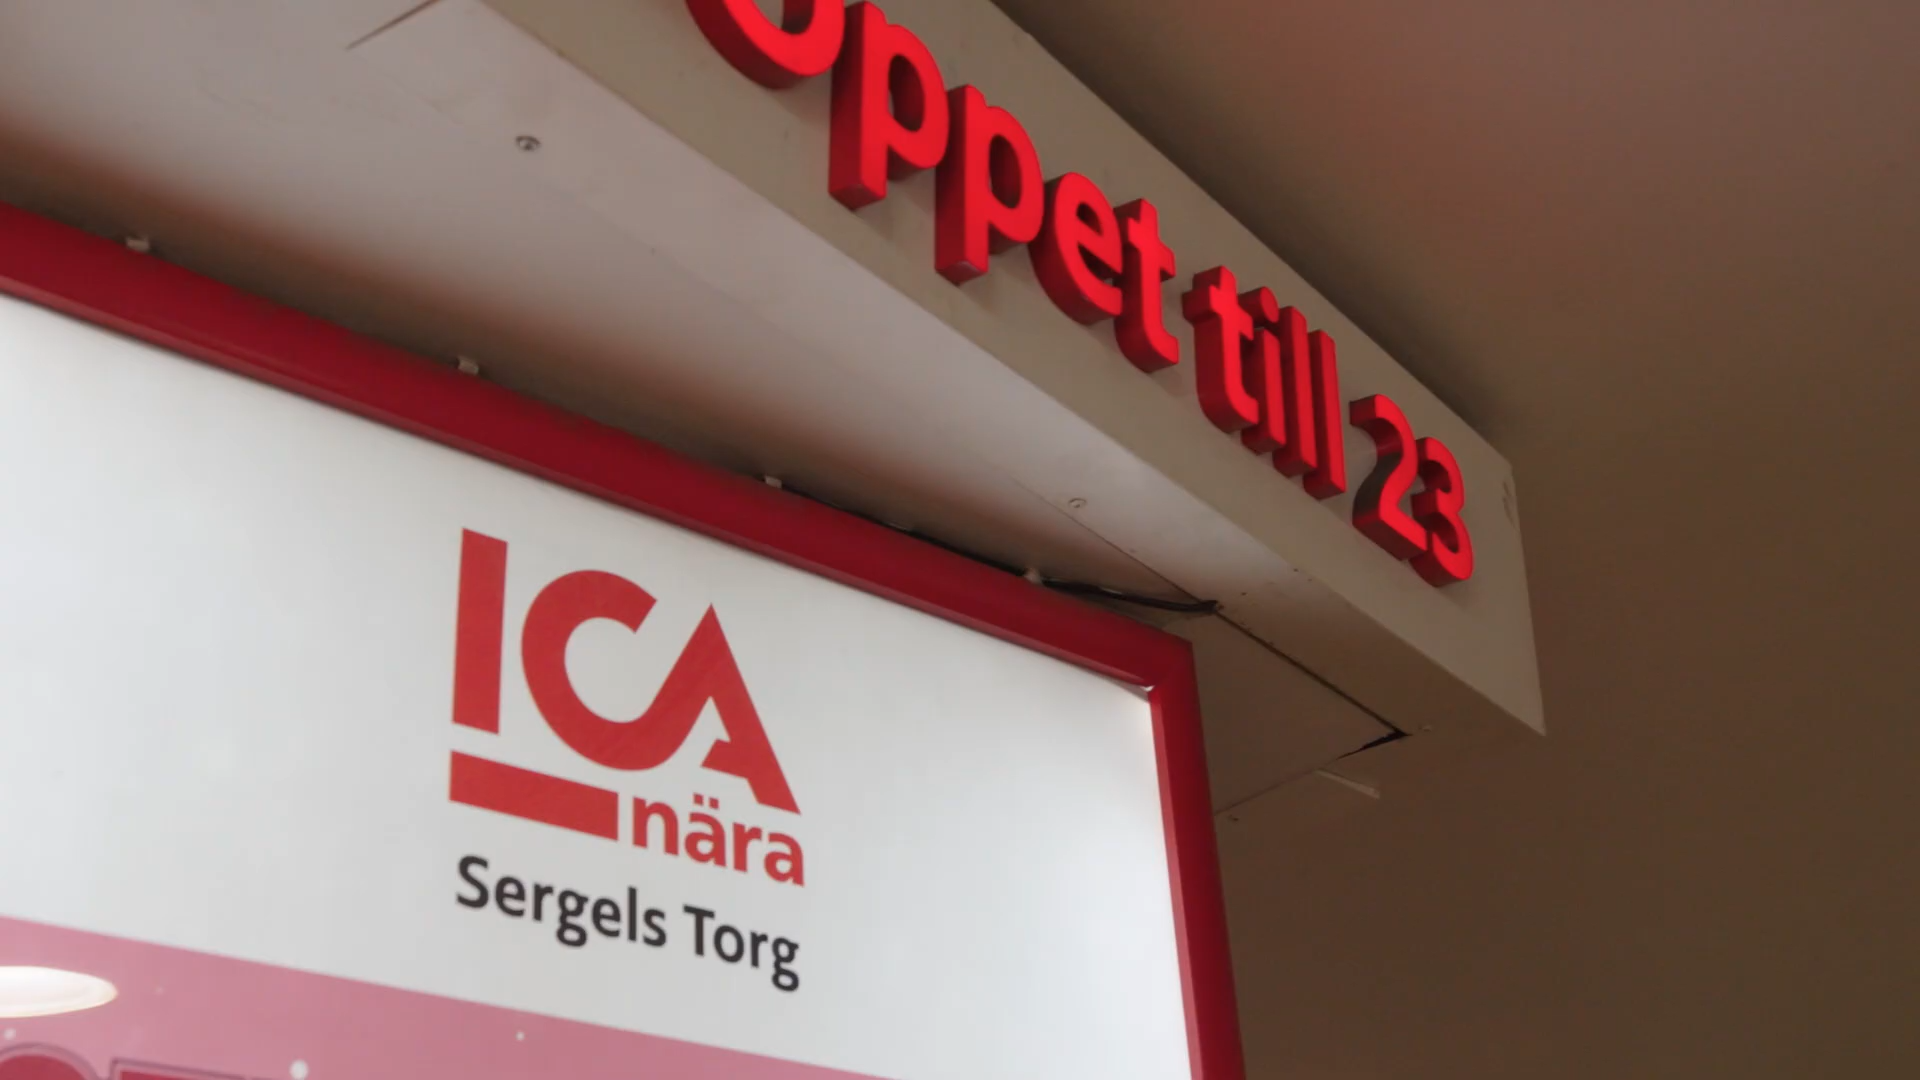 öppet till 23
ICA
nära
Sergels Torg